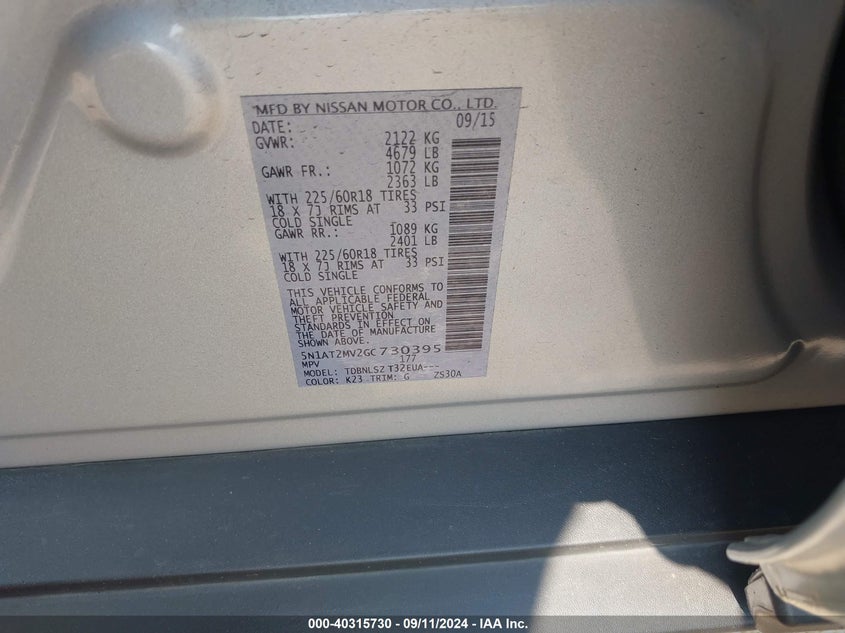 MFD BY NISSAN MOTOR CO., LTD.
DATE: 09/15
GVWR: 2122 KG
4679 LB
GAWR FR.: 1072 KG
2363 LB
WITH 225/60R18 TIRES
18 X 7J RIMS AT 33 PSI
COLD SINGLE
GAWR RR.: 1089 KG
2401 LB
WITH 225/60R18 TIRES
18 X 7J RIMS AT 33 PSI
COLD SINGLE
THIS VEHICLE CONFORMS TO
ALL APPLICABLE FEDERAL
MOTOR VEHICLE SAFETY AND
THEFT PREVENTION
STANDARDS IN EFFECT ON
THE DATE OF MANUFACTURE
SHOWN ABOVE.
5N1AT2MV2GC730395
MPV 177
MODEL: TDBNLSZ T32EUA---
COLOR: K23 TRIM: G ZS30A
000-40315730 - 09/11/2024 - IAA Inc.